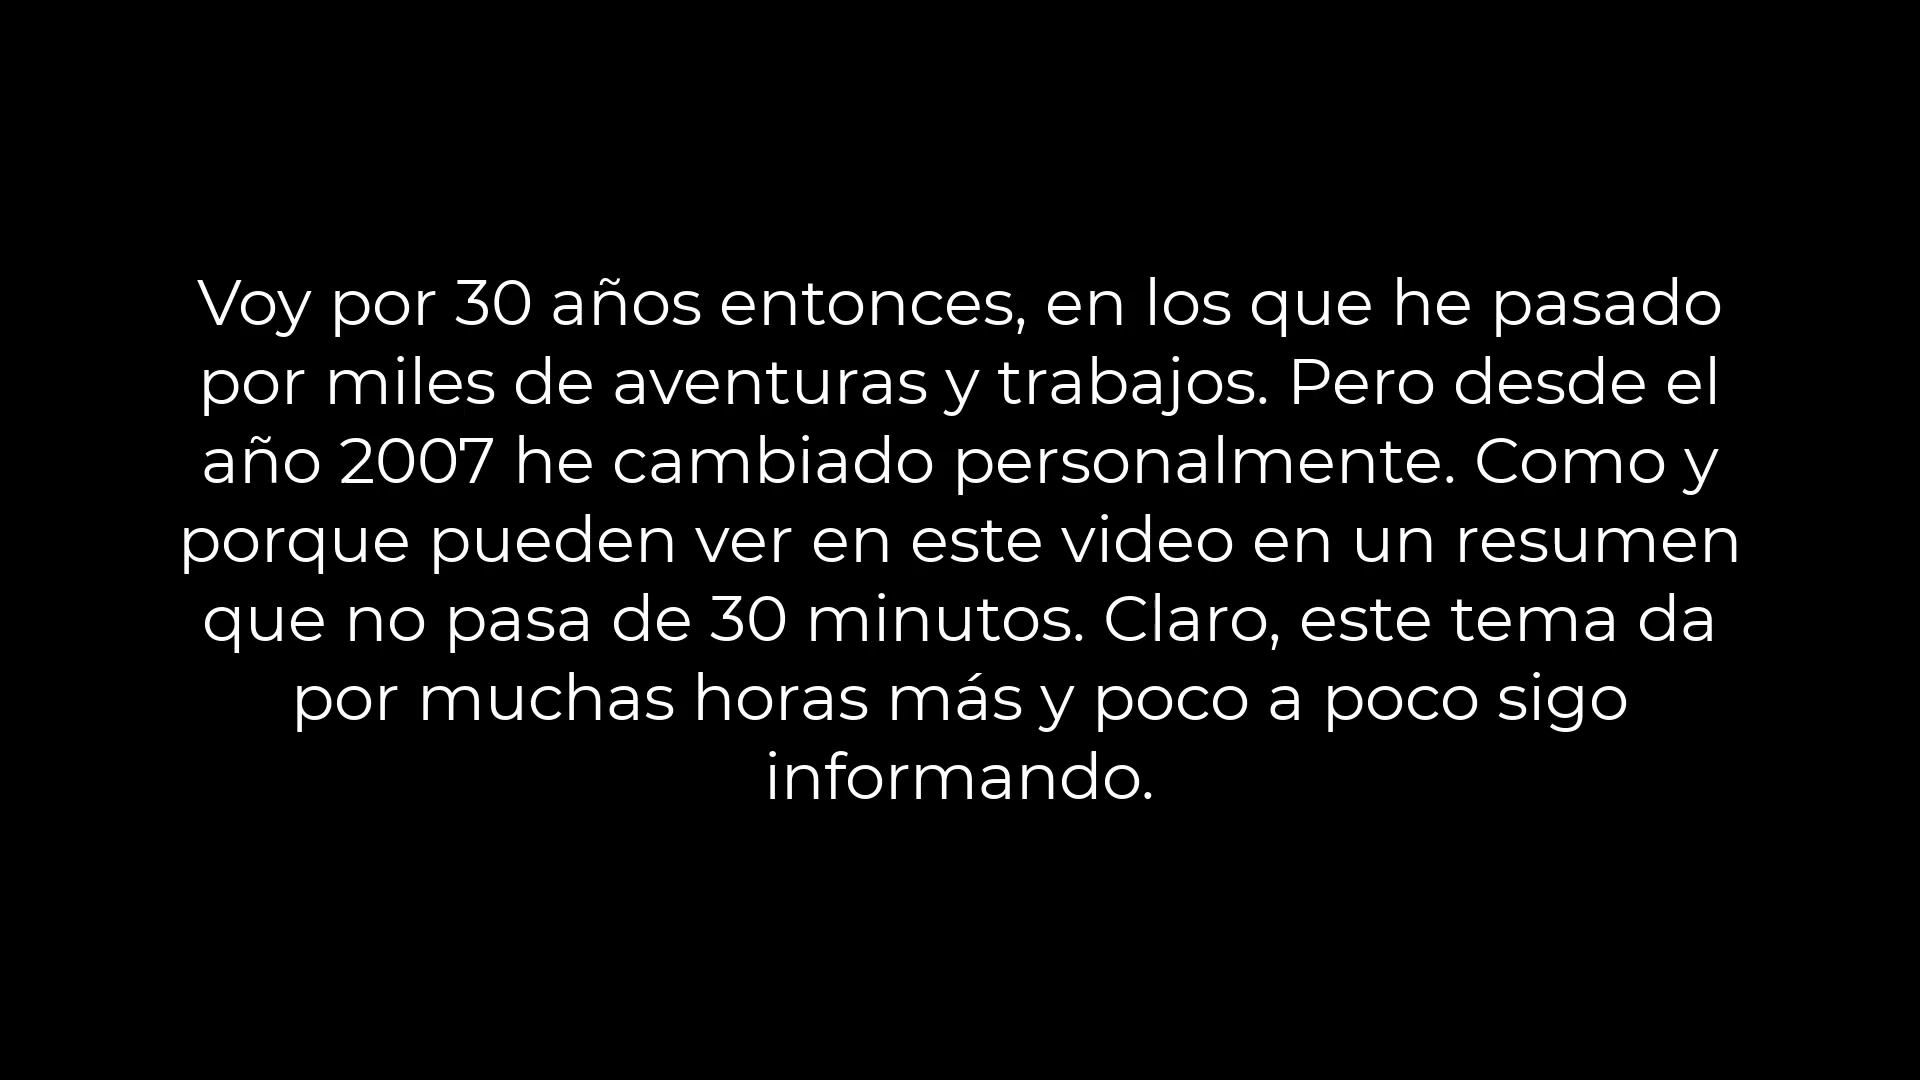 Voy por 30 años entonces, en los que he pasado
por miles de aventuras y trabajos. Pero desde el
año 2007 he cambiado personalmente. Como y
porque pueden ver en este video en un resumen
que no pasa de 30 minutos. Claro, este tema da
por muchas horas más y poco a poco sigo
informando.